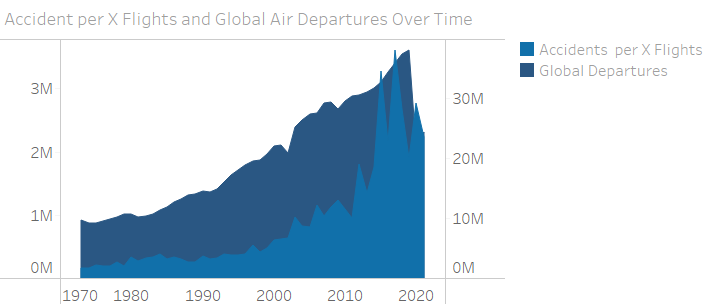 Accident per X Flights and Global Air Departures Over Time
Accidents per X Flights
Global Departures
3M
2M
1M
0M
30M
20M
10M
0M
1970 1980 1990 2000 2010 2020